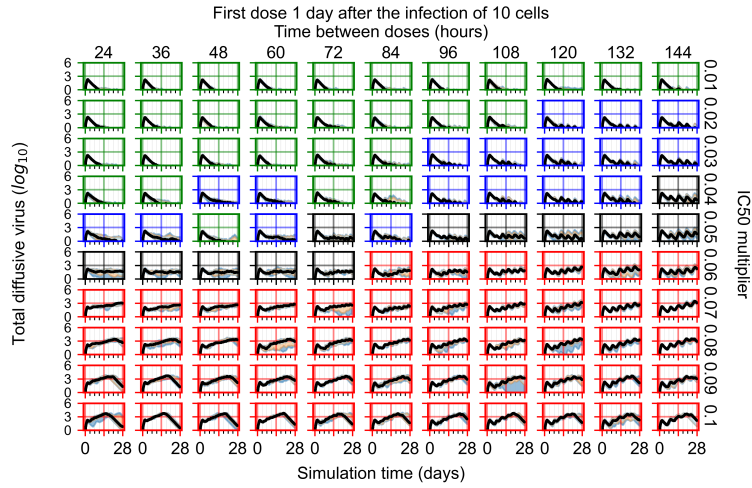 First dose 1 day after the infection of 10 cells
Time between doses (hours)
24 36 48 60 72 84 96 108 120 132 144
Total diffusive virus (log10)
6 3 0 0.01
6 3 0 0.02
6 3 0 0.03
6 3 0 0.04
6 3 0 0.05
6 3 0 0.06
6 3 0 0.07
6 3 0 0.08
6 3 0 0.09
6 3 0 0.1
IC50 multiplier
0 28 0 28 0 28 0 28 0 28 0 28 0 28 0 28 0 28 0 28 0 28
Simulation time (days)